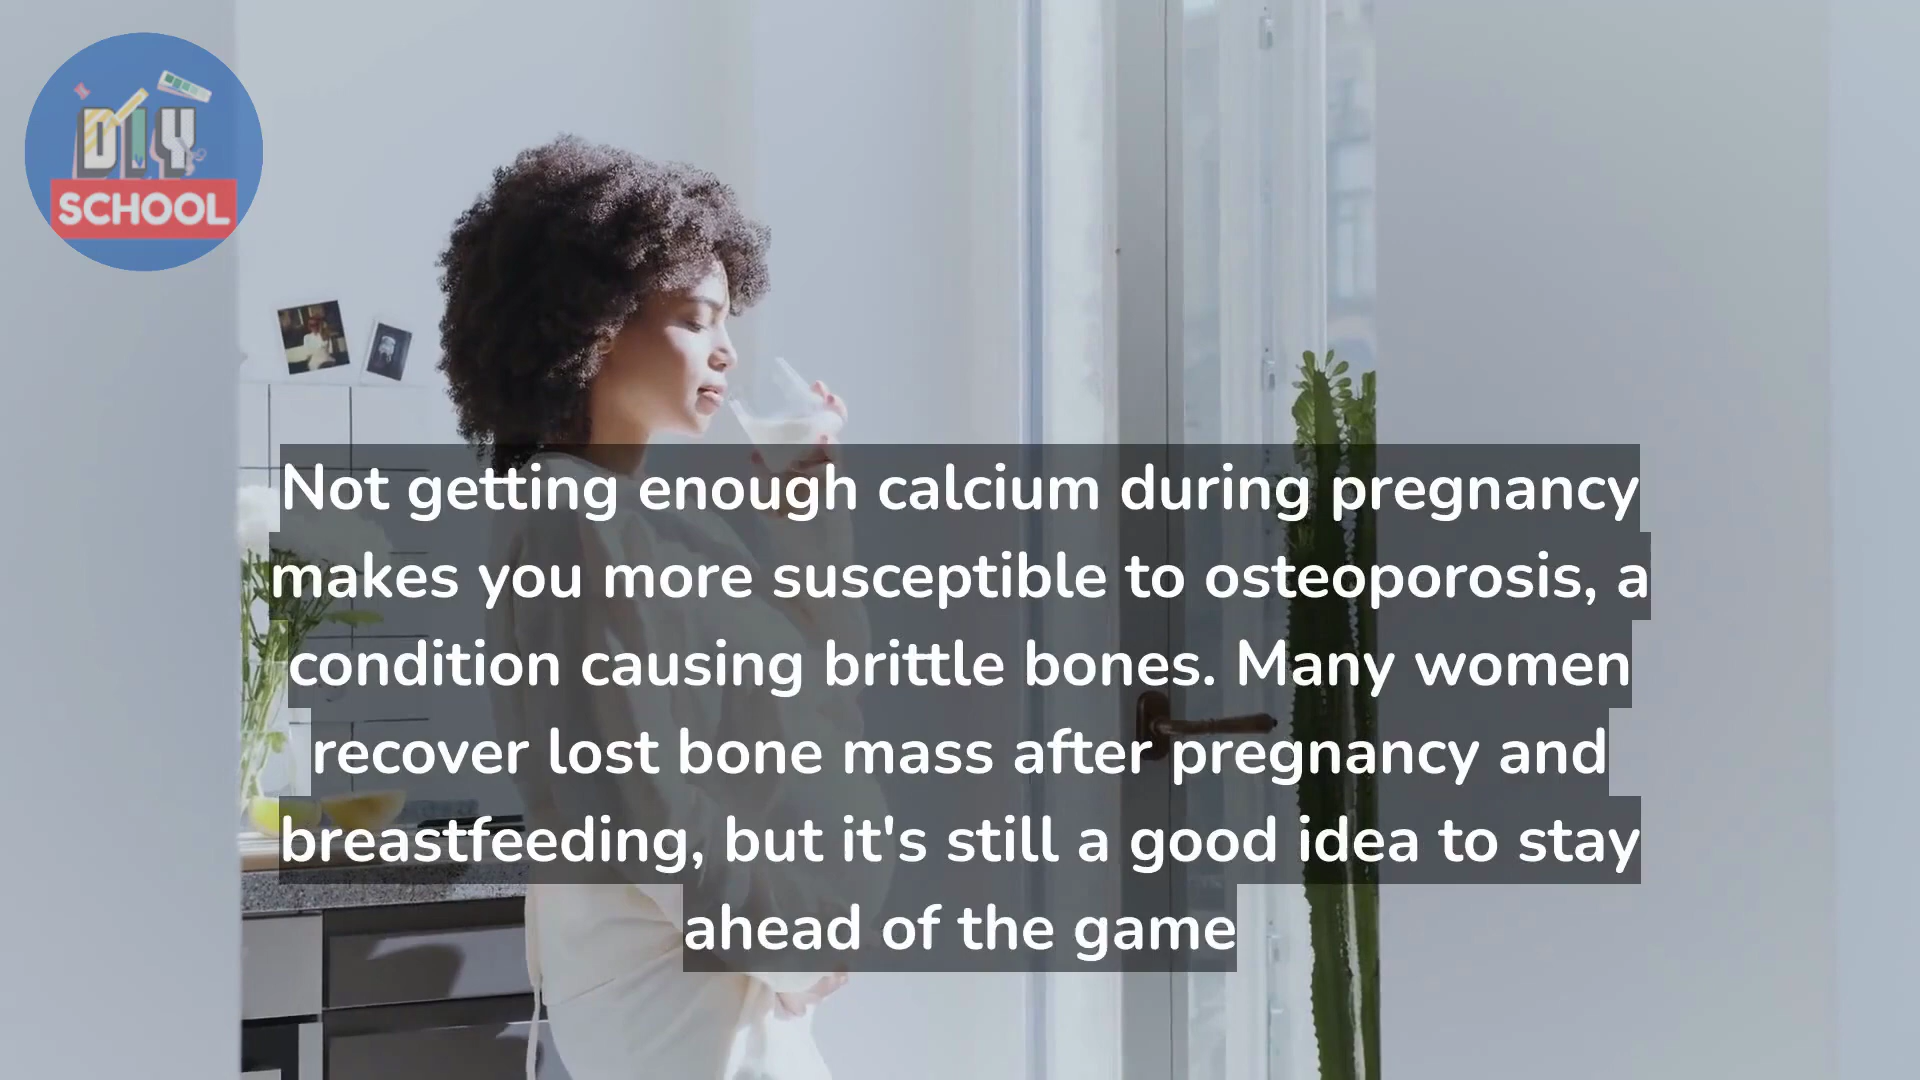 DIY
SCHOOL
Not getting enough calcium during pregnancy
makes you more susceptible to osteoporosis, a
condition causing brittle bones. Many women
recover lost bone mass after pregnancy and
breastfeeding, but it's still a good idea to stay
ahead of the game